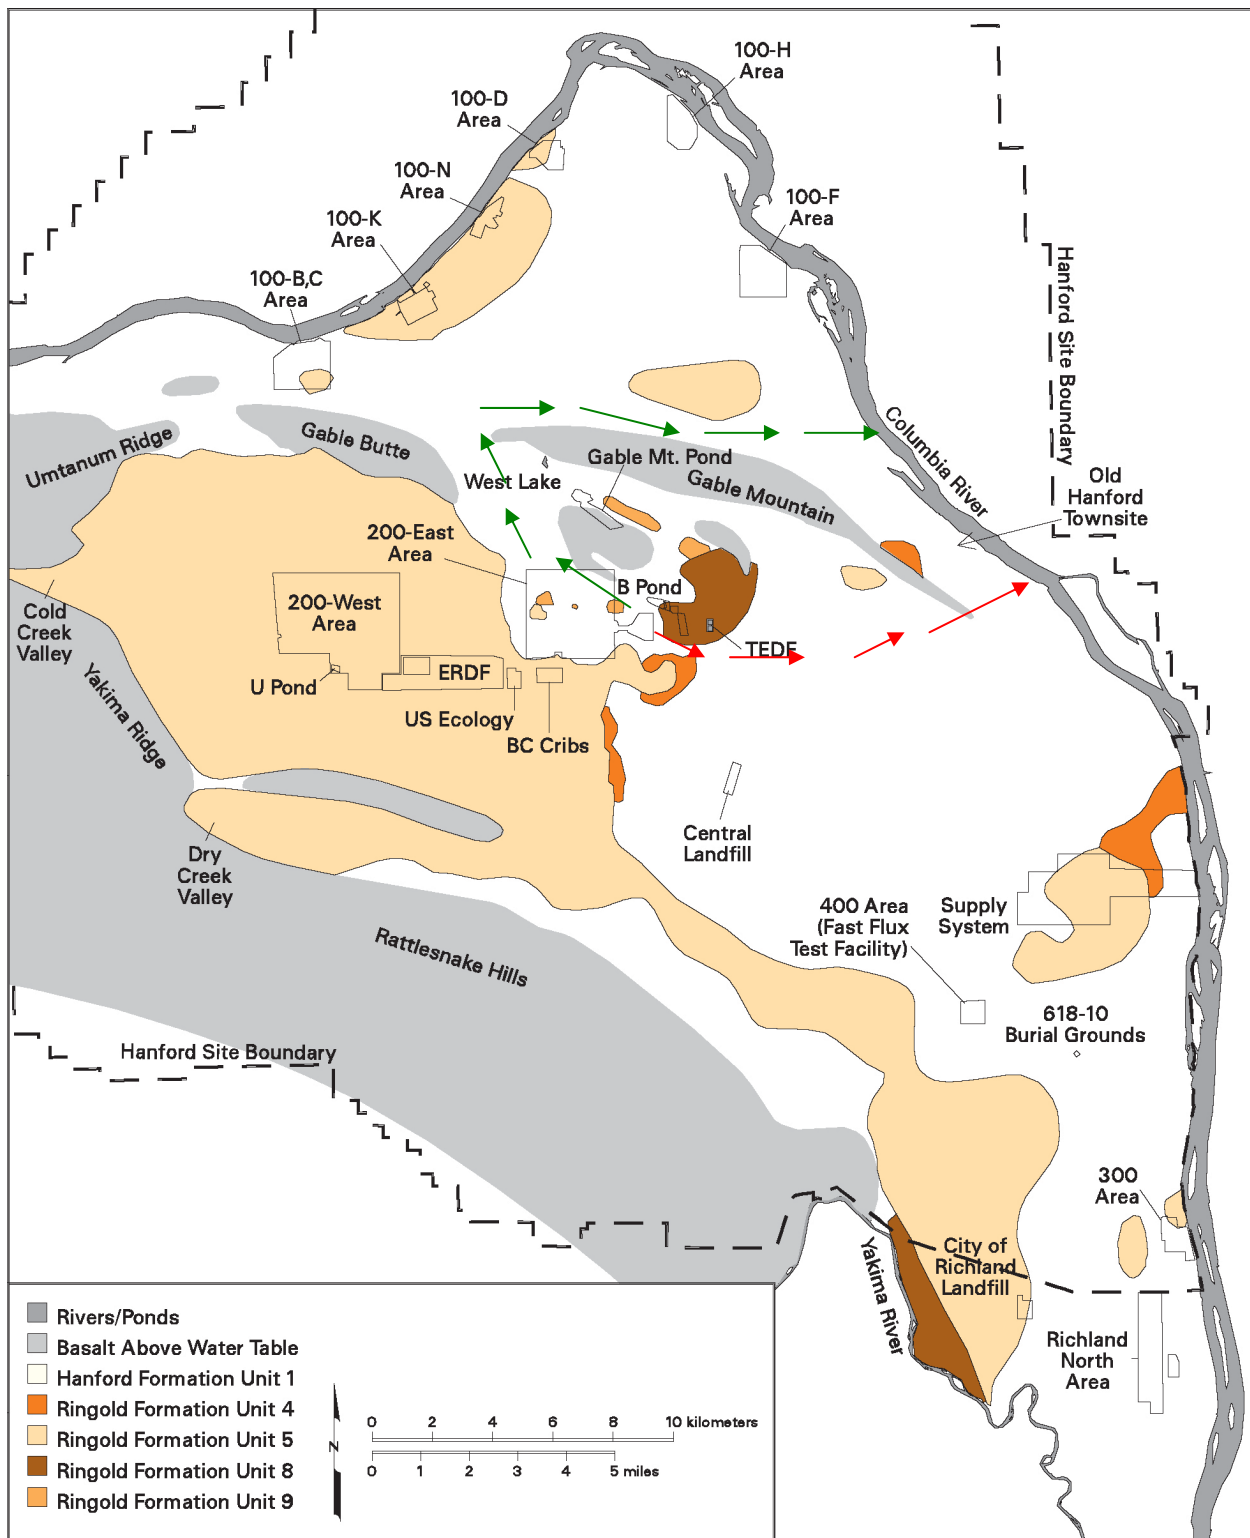 100-H
Area
100-D
Area
100-N
Area
100-F
Area
100-K
Area
100-B,C
Area
Hanford Site Boundary
Columbia River
Umtanum Ridge
Gable Butte
Gable Mt. Pond
West Lake
Gable Mountain
Old
Hanford
Townsite
200-East
Area
B Pond
200-West
Area
Cold
Creek
Valley
TEDF
ERDF
U Pond
US Ecology
BC Cribs
Yakima Ridge
Central
Landfill
Dry
Creek
Valley
400 Area
(Fast Flux
Test Facility)
Supply
System
Rattlesnake Hills
618-10
Burial Grounds
Hanford Site Boundary
300
Area
City of
Richland
Landfill
Yakima River
Richland
North
Area
Rivers/Ponds
Basalt Above Water Table
Hanford Formation Unit 1
Ringold Formation Unit 4
Ringold Formation Unit 5
Ringold Formation Unit 8
Ringold Formation Unit 9
N
0 2 4 6 8 10 kilometers
0 1 2 3 4 5 miles